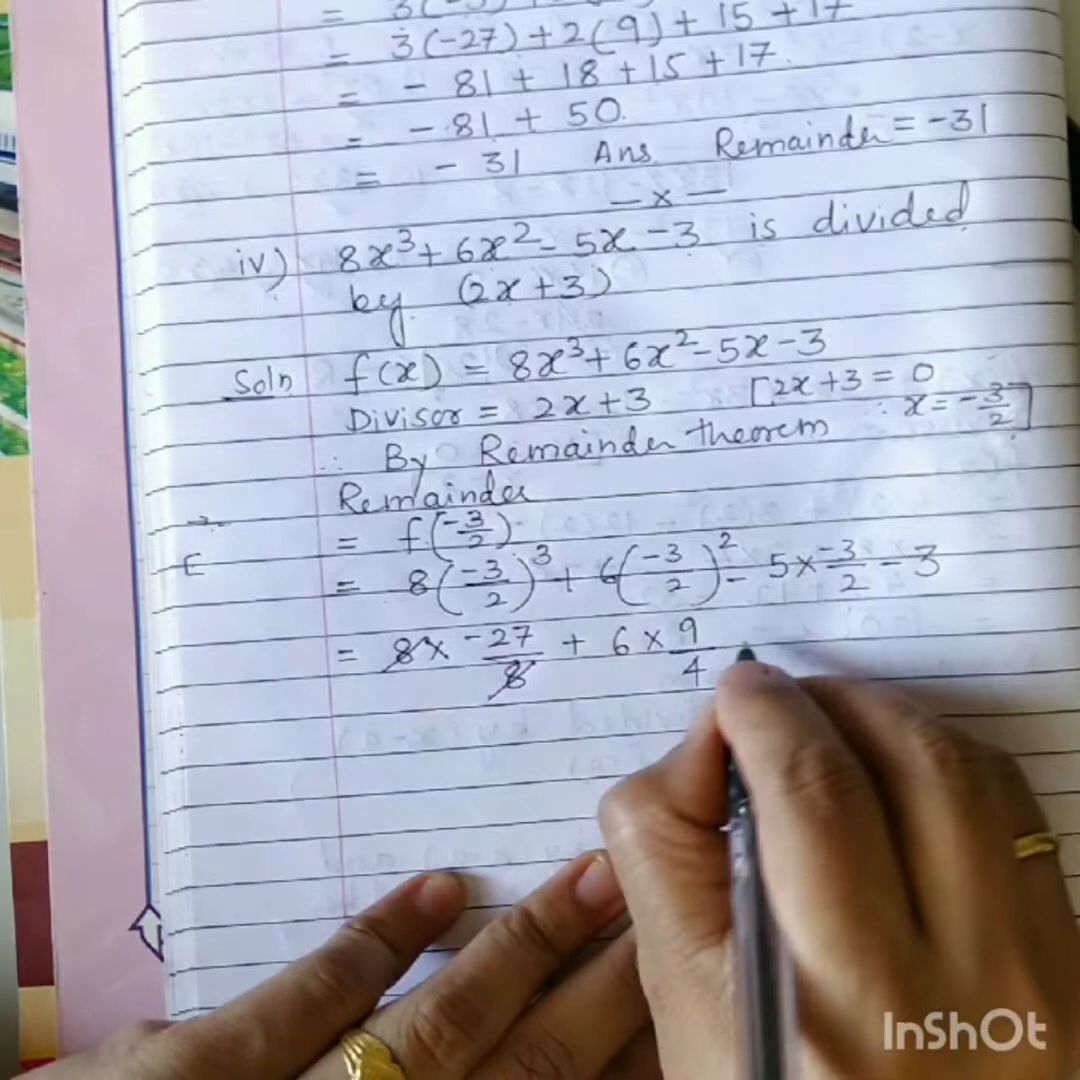 = 3(-27) + 2(9) + 15 + 17
= - 81 + 18 + 15 + 17
= - 81 + 50
= - 31 Ans Remainder = -31
— x —
iv) 8x³ + 6x² - 5x - 3 is divided
by (2x + 3)
Soln f(x) = 8x³ + 6x² - 5x - 3
Divisor = 2x + 3 [2x + 3 = 0
∴ x = -3/2]
∴ By Remainder theorem
Remainder
= f(-3/2)
= 8(-3/2)³ + 6(-3/2)² - 5 × -3/2 - 3
= 8 × -27/8 + 6 × 9/4
InShOt